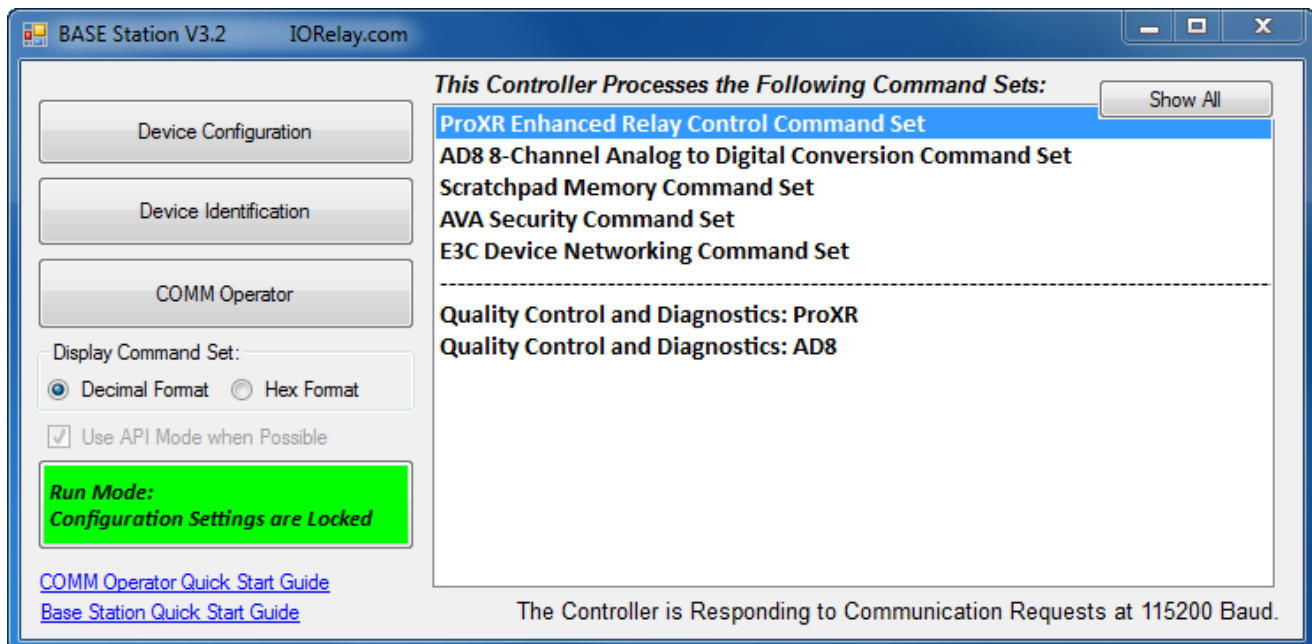 BASE Station V3.2 IORelay.com
Device Configuration
Device Identification
COMM Operator
Display Command Set:
Decimal Format Hex Format
Use API Mode when Possible
Run Mode:
Configuration Settings are Locked
COMM Operator Quick Start Guide
Base Station Quick Start Guide
This Controller Processes the Following Command Sets:
Show All
ProXR Enhanced Relay Control Command Set
AD8 8-Channel Analog to Digital Conversion Command Set
Scratchpad Memory Command Set
AVA Security Command Set
E3C Device Networking Command Set
--------------------------------------------------------------------------------
Quality Control and Diagnostics: ProXR
Quality Control and Diagnostics: AD8
The Controller is Responding to Communication Requests at 115200 Baud.